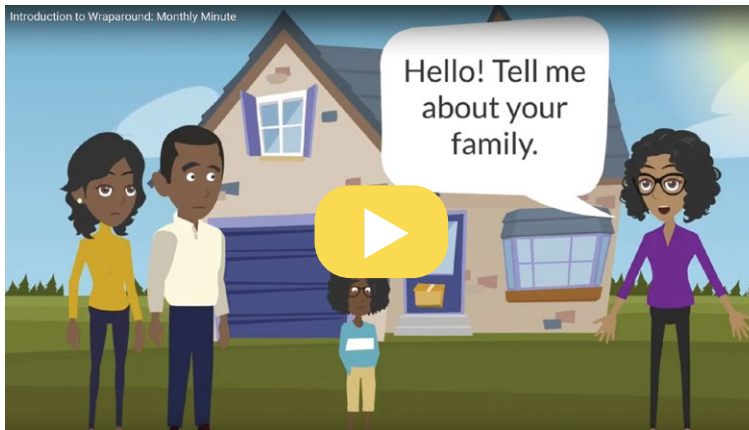 Introduction to Wraparound: Monthly Minute
Hello! Tell me
about your
family.